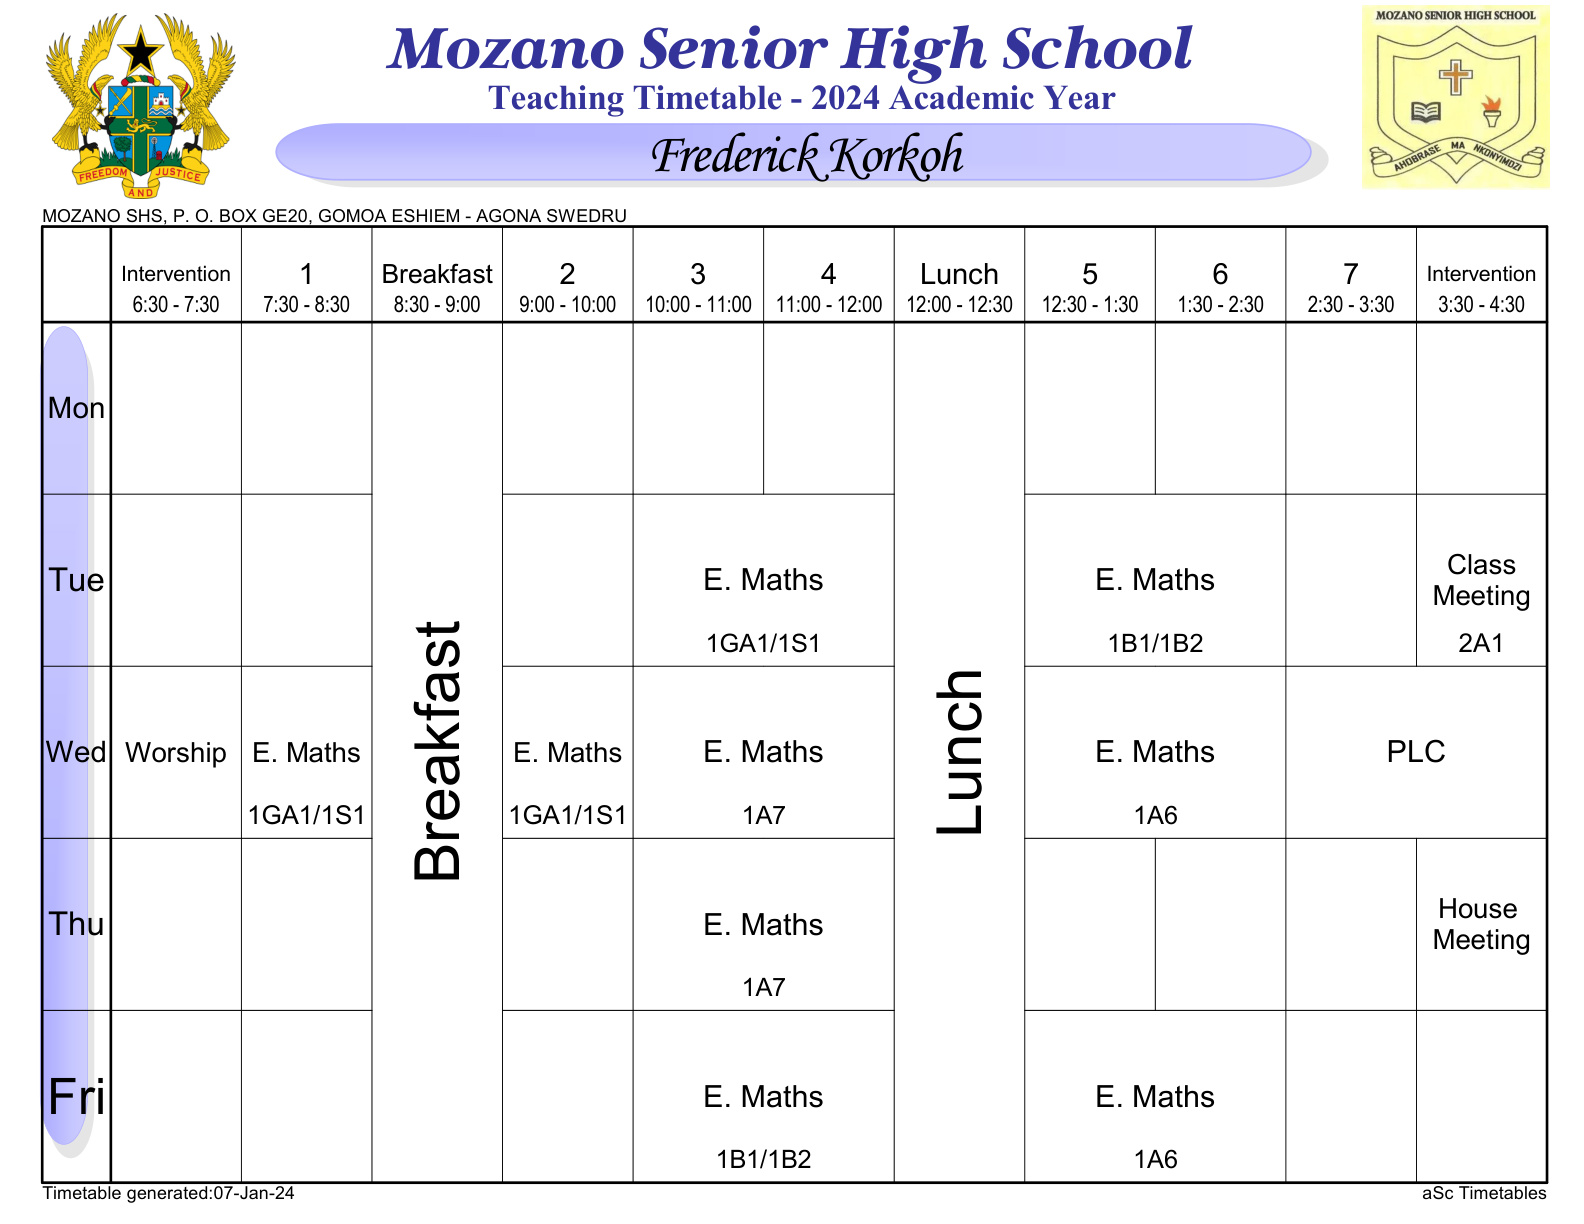 Mozano Senior High School
Teaching Timetable - 2024 Academic Year
Frederick Korkoh
FREEDOM AND JUSTICE
MOZANO SENIOR HIGH SCHOOL
AHOBRASE MA NKONYIMDZI
MOZANO SHS, P. O. BOX GE20, GOMOA ESHIEM - AGONA SWEDRU
Intervention 1 Breakfast 2 3 4 Lunch 5 6 7 Intervention
6:30 - 7:30 7:30 - 8:30 8:30 - 9:00 9:00 - 10:00 10:00 - 11:00 11:00 - 12:00 12:00 - 12:30 12:30 - 1:30 1:30 - 2:30 2:30 - 3:30 3:30 - 4:30
Breakfast
Lunch
Mon
Tue E. Maths E. Maths Class Meeting
1GA1/1S1 1B1/1B2 2A1
Wed Worship E. Maths E. Maths E. Maths E. Maths PLC
1GA1/1S1 1GA1/1S1 1A7 1A6
Thu E. Maths House Meeting
1A7
Fri E. Maths E. Maths
1B1/1B2 1A6
Timetable generated:07-Jan-24 aSc Timetables